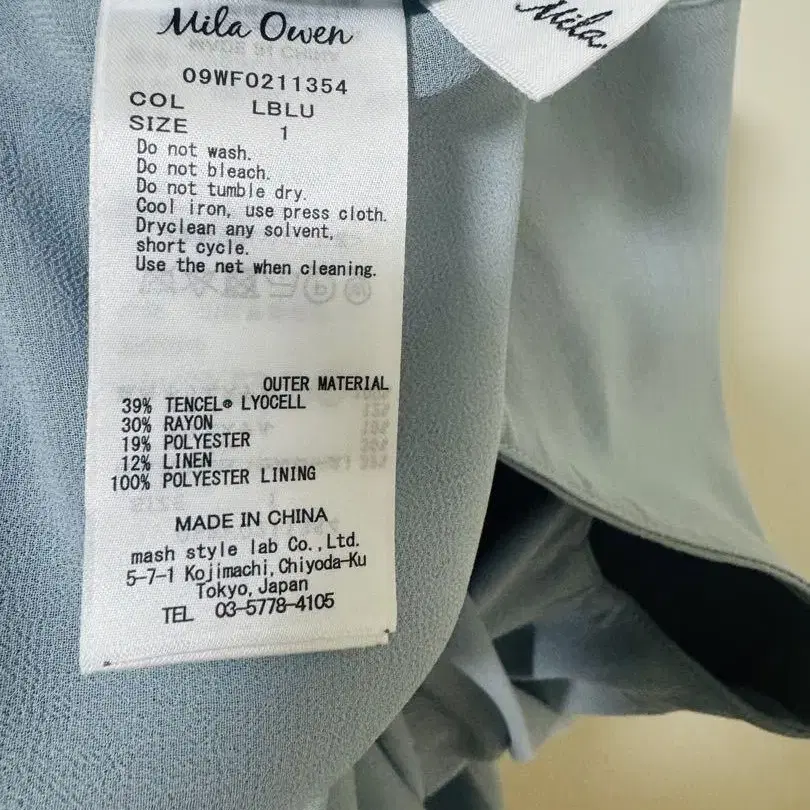 Mila Owen
Mila
09WF0211354
COL LBLU
SIZE 1
Do not wash.
Do not bleach.
Do not tumble dry.
Cool iron, use press cloth.
Dryclean any solvent,
short cycle.
Use the net when cleaning.
OUTER MATERIAL
39% TENCEL® LYOCELL
30% RAYON
19% POLYESTER
12% LINEN
100% POLYESTER LINING
MADE IN CHINA
mash style lab Co.,Ltd.
5-7-1 Kojimachi,Chiyoda-Ku
Tokyo,Japan
TEL 03-5778-4105